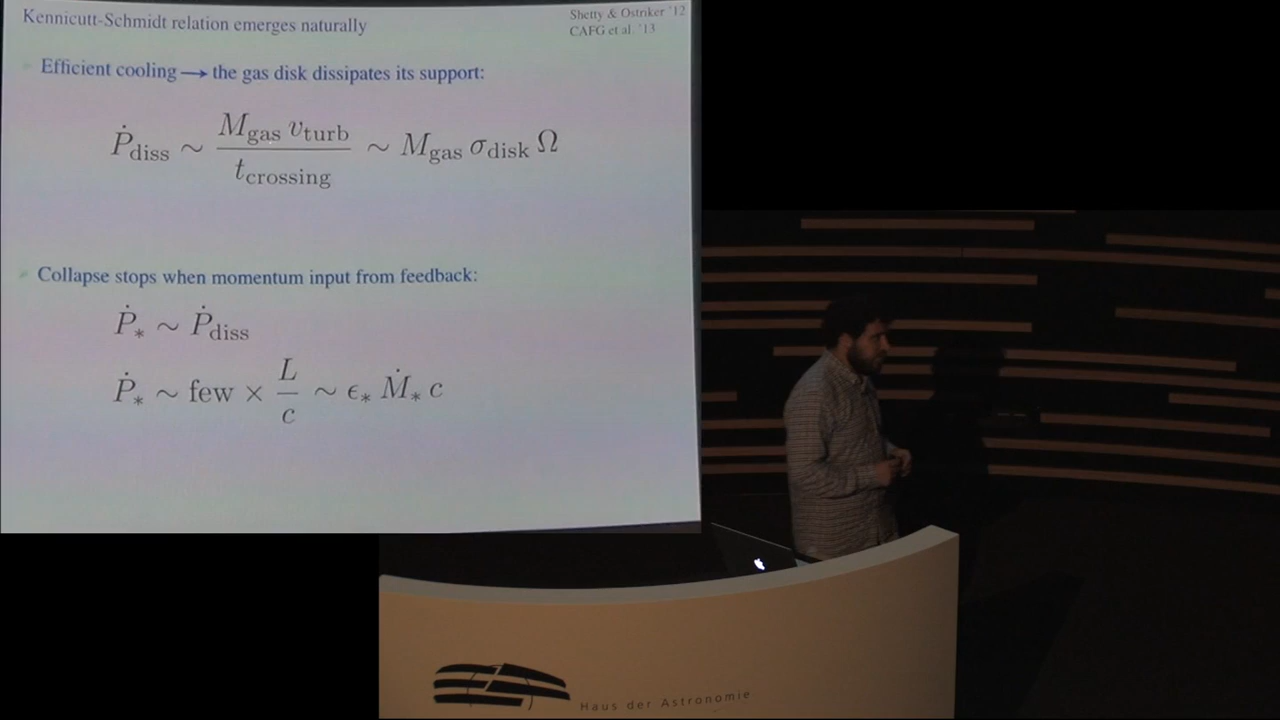 Kennicutt-Schmidt relation emerges naturally
Shetty & Ostriker '12
CAFG et al. '13
Efficient cooling → the gas disk dissipates its support:
Ṗ_diss ~ M_gas v_turb / t_crossing ~ M_gas σ_disk Ω
Collapse stops when momentum input from feedback:
Ṗ_* ~ Ṗ_diss
Ṗ_* ~ few × L / c ~ ϵ_* Ṁ_* c
Haus der Astronomie